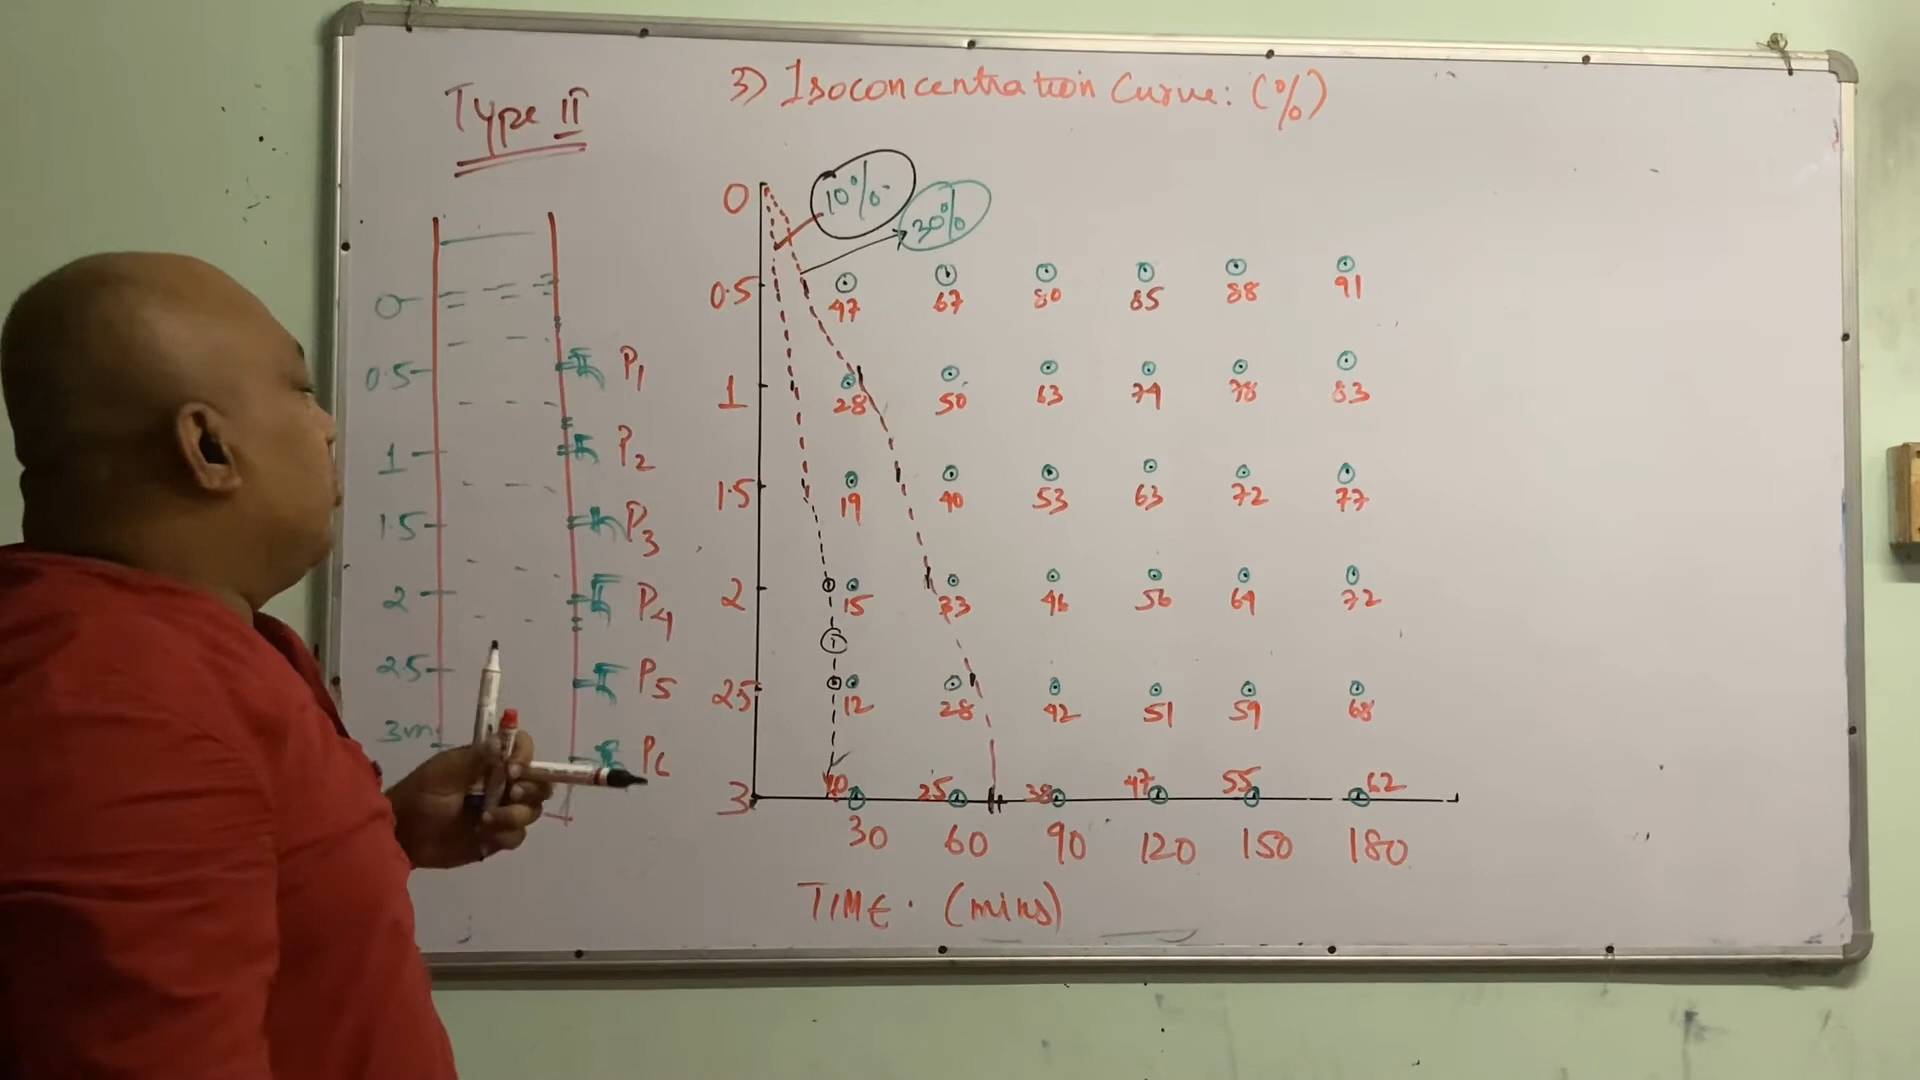 Type II
0
0.5
1
1.5
2
2.5
3m
P1
P2
P3
P4
P5
P6
3) Isoconcentration Curve: (%)
10%
30%
0
0.5 47 67 80 85 88 91
1 28 50 63 74 78 83
1.5 19 40 53 63 72 77
2 15 33 46 56 64 72
2.5 12 28 42 51 59 68
3 10 25 38 47 55 62
30 60 90 120 150 180
TIME. (mins)